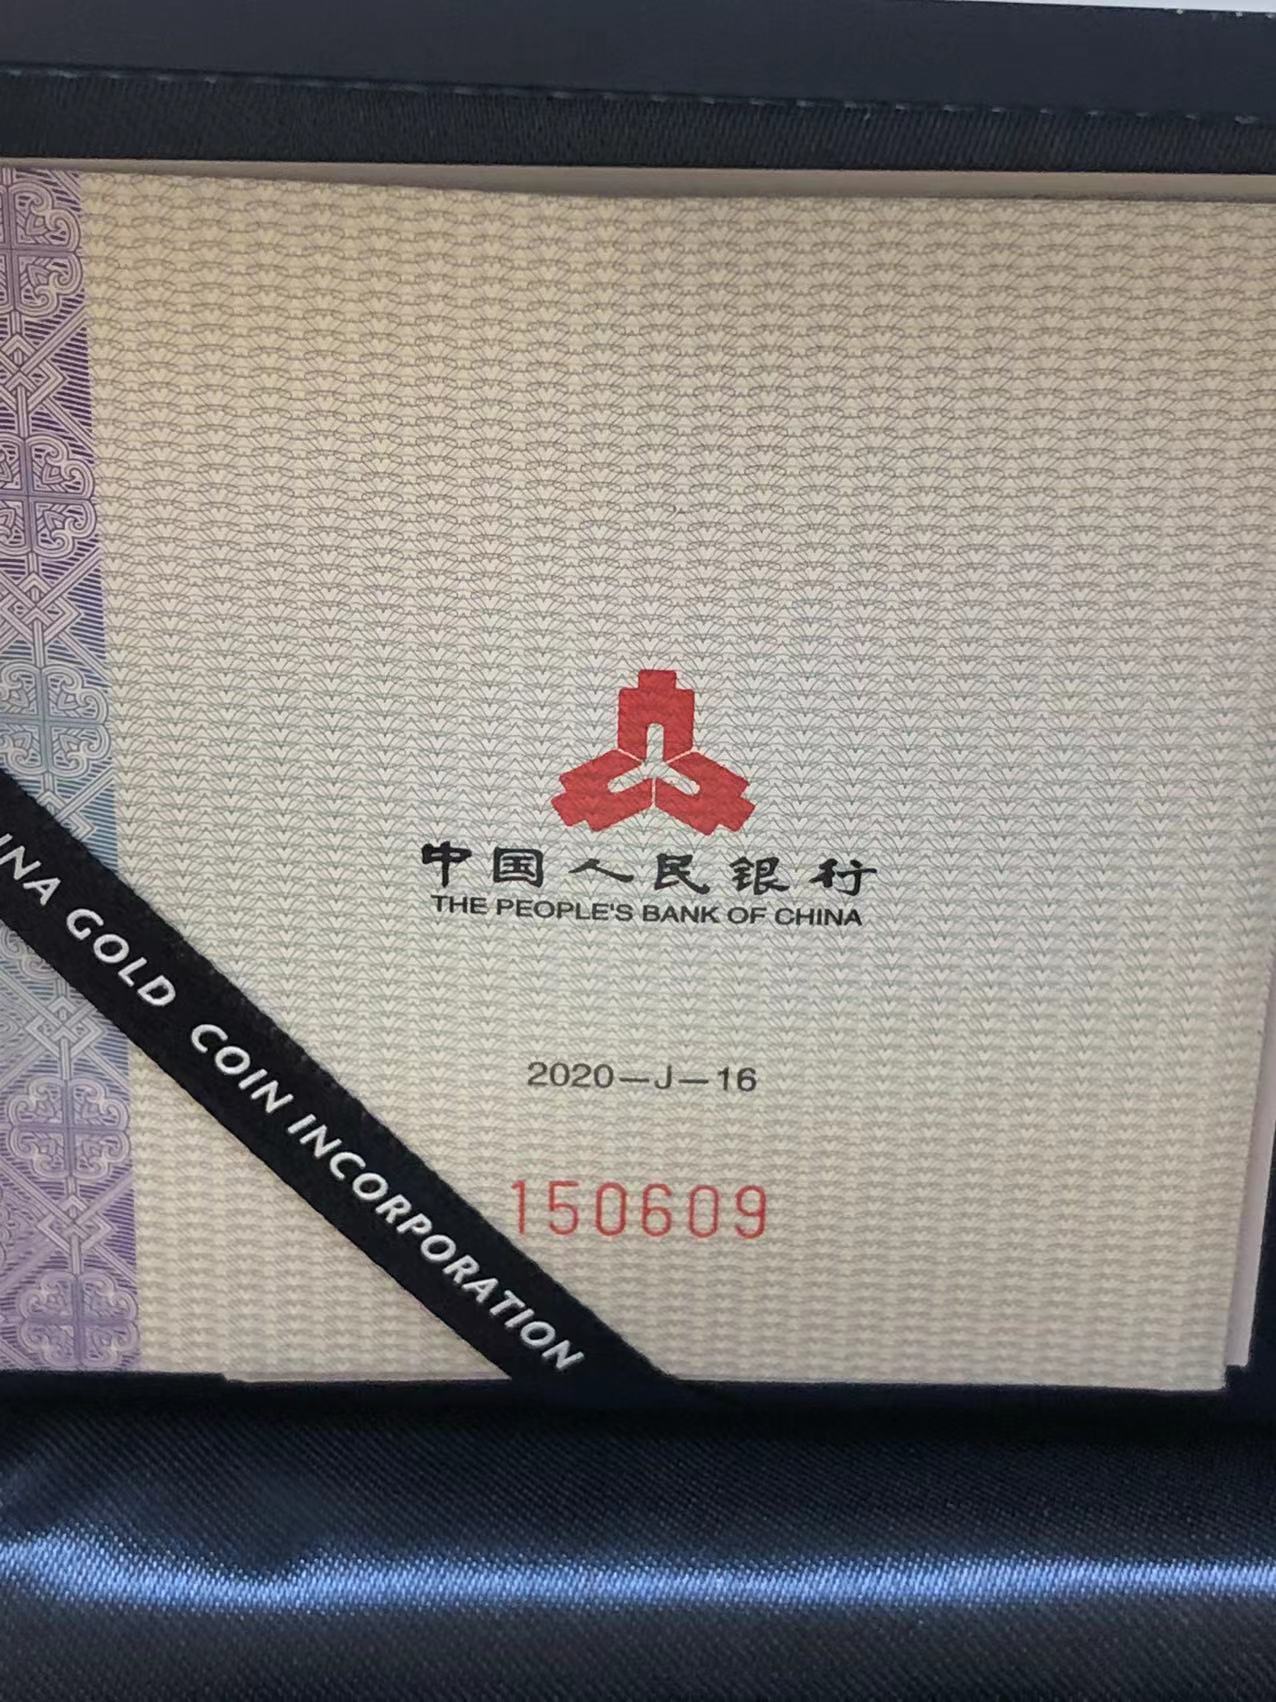 中国人民银行
THE PEOPLE'S BANK OF CHINA
2020—J—16
150609
INA GOLD COIN INCORPORATION